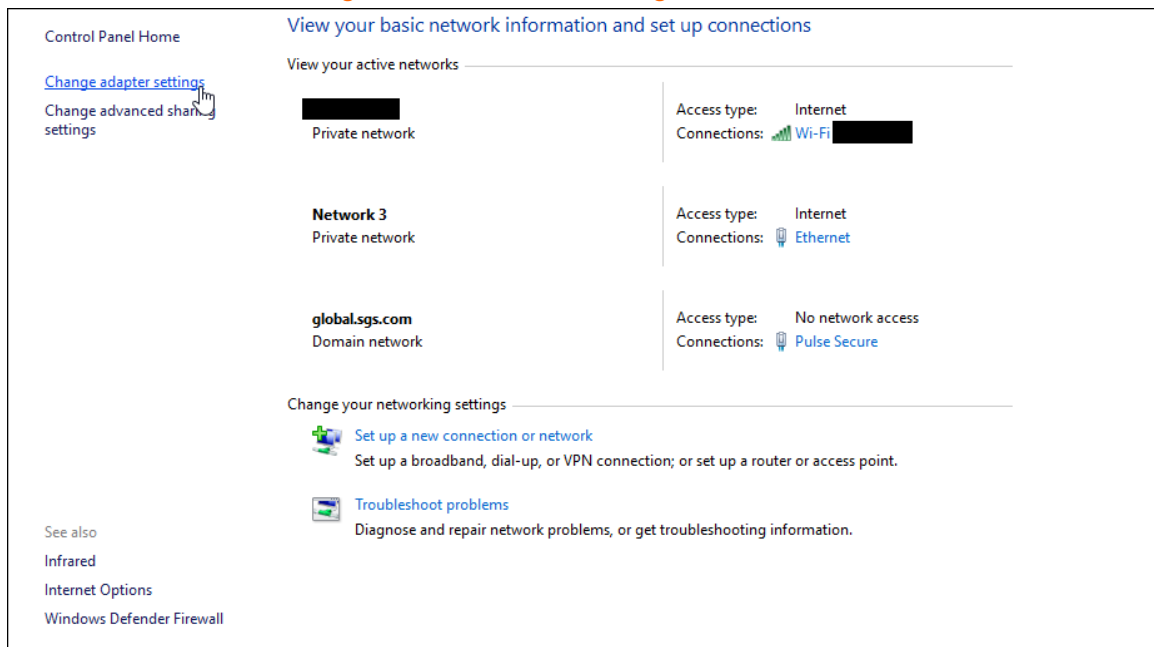 Control Panel Home
Change adapter settings
Change advanced sharing
settings
See also
Infrared
Internet Options
Windows Defender Firewall
View your basic network information and set up connections
View your active networks
Private network
Access type: Internet
Connections: Wi-Fi
Network 3
Private network
Access type: Internet
Connections: Ethernet
global.sgs.com
Domain network
Access type: No network access
Connections: Pulse Secure
Change your networking settings
Set up a new connection or network
Set up a broadband, dial-up, or VPN connection; or set up a router or access point.
Troubleshoot problems
Diagnose and repair network problems, or get troubleshooting information.